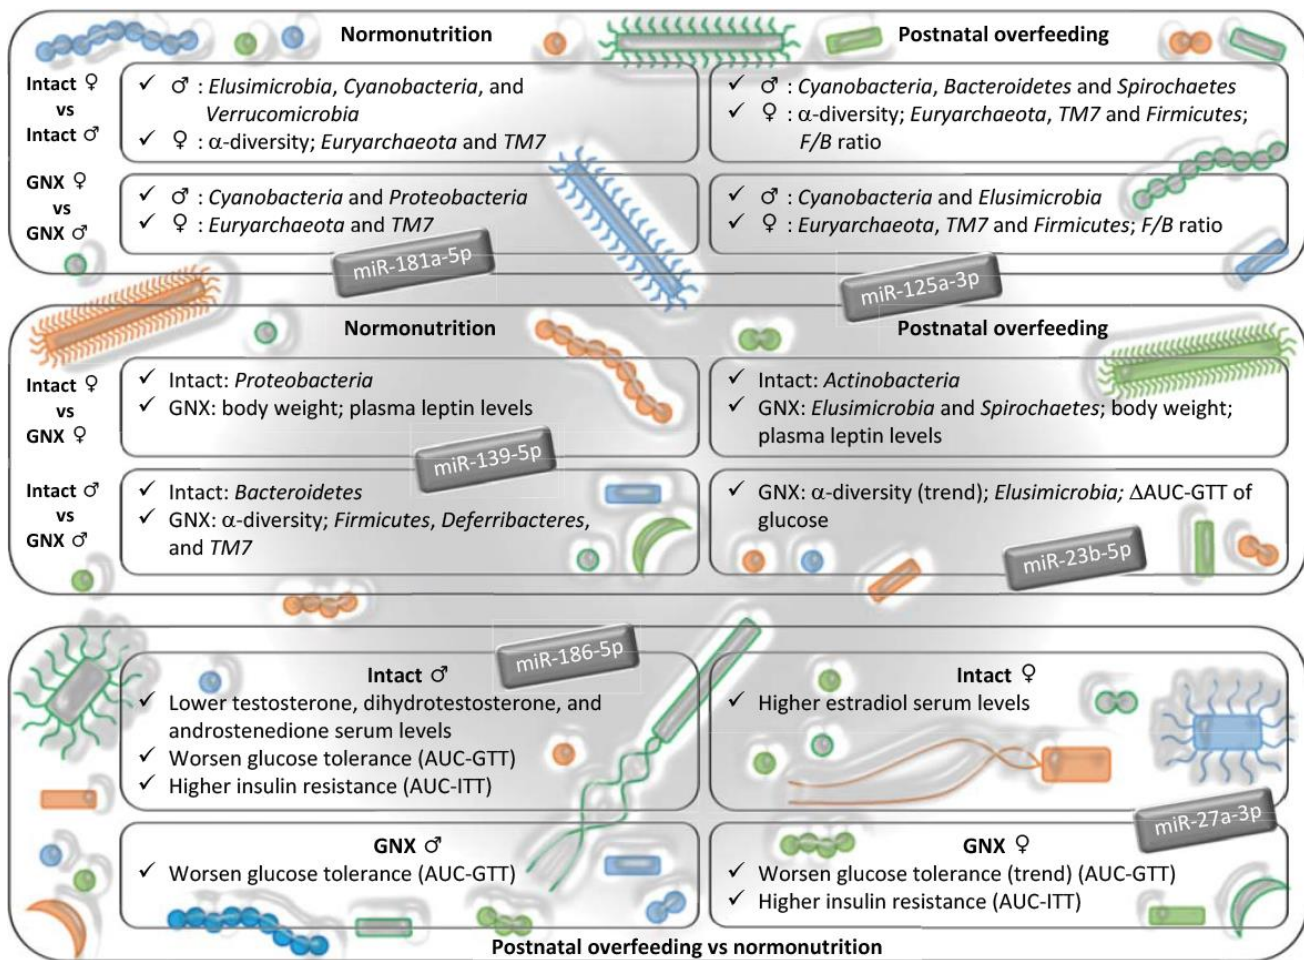 Normonutrition
Postnatal overfeeding
Intact ♀
vs
Intact ♂
✓ ♂ : Elusimicrobia, Cyanobacteria, and
Verrucomicrobia
✓ ♀ : α-diversity; Euryarchaeota and TM7
✓ ♂ : Cyanobacteria, Bacteroidetes and Spirochaetes
✓ ♀ : α-diversity; Euryarchaeota, TM7 and Firmicutes;
F/B ratio
GNX ♀
vs
GNX ♂
✓ ♂ : Cyanobacteria and Proteobacteria
✓ ♀ : Euryarchaeota and TM7
✓ ♂ : Cyanobacteria and Elusimicrobia
✓ ♀ : Euryarchaeota, TM7 and Firmicutes; F/B ratio
miR-181a-5p
miR-125a-3p
Normonutrition
Postnatal overfeeding
Intact ♀
vs
GNX ♀
✓ Intact: Proteobacteria
✓ GNX: body weight; plasma leptin levels
✓ Intact: Actinobacteria
✓ GNX: Elusimicrobia and Spirochaetes; body weight;
plasma leptin levels
miR-139-5p
Intact ♂
vs
GNX ♂
✓ Intact: Bacteroidetes
✓ GNX: α-diversity; Firmicutes, Deferribacteres,
and TM7
✓ GNX: α-diversity (trend); Elusimicrobia; ΔAUC-GTT of
glucose
miR-23b-5p
miR-186-5p
Intact ♂
✓ Lower testosterone, dihydrotestosterone, and
androstenedione serum levels
✓ Worsen glucose tolerance (AUC-GTT)
✓ Higher insulin resistance (AUC-ITT)
Intact ♀
✓ Higher estradiol serum levels
miR-27a-3p
GNX ♂
✓ Worsen glucose tolerance (AUC-GTT)
GNX ♀
✓ Worsen glucose tolerance (trend) (AUC-GTT)
✓ Higher insulin resistance (AUC-ITT)
Postnatal overfeeding vs normonutrition